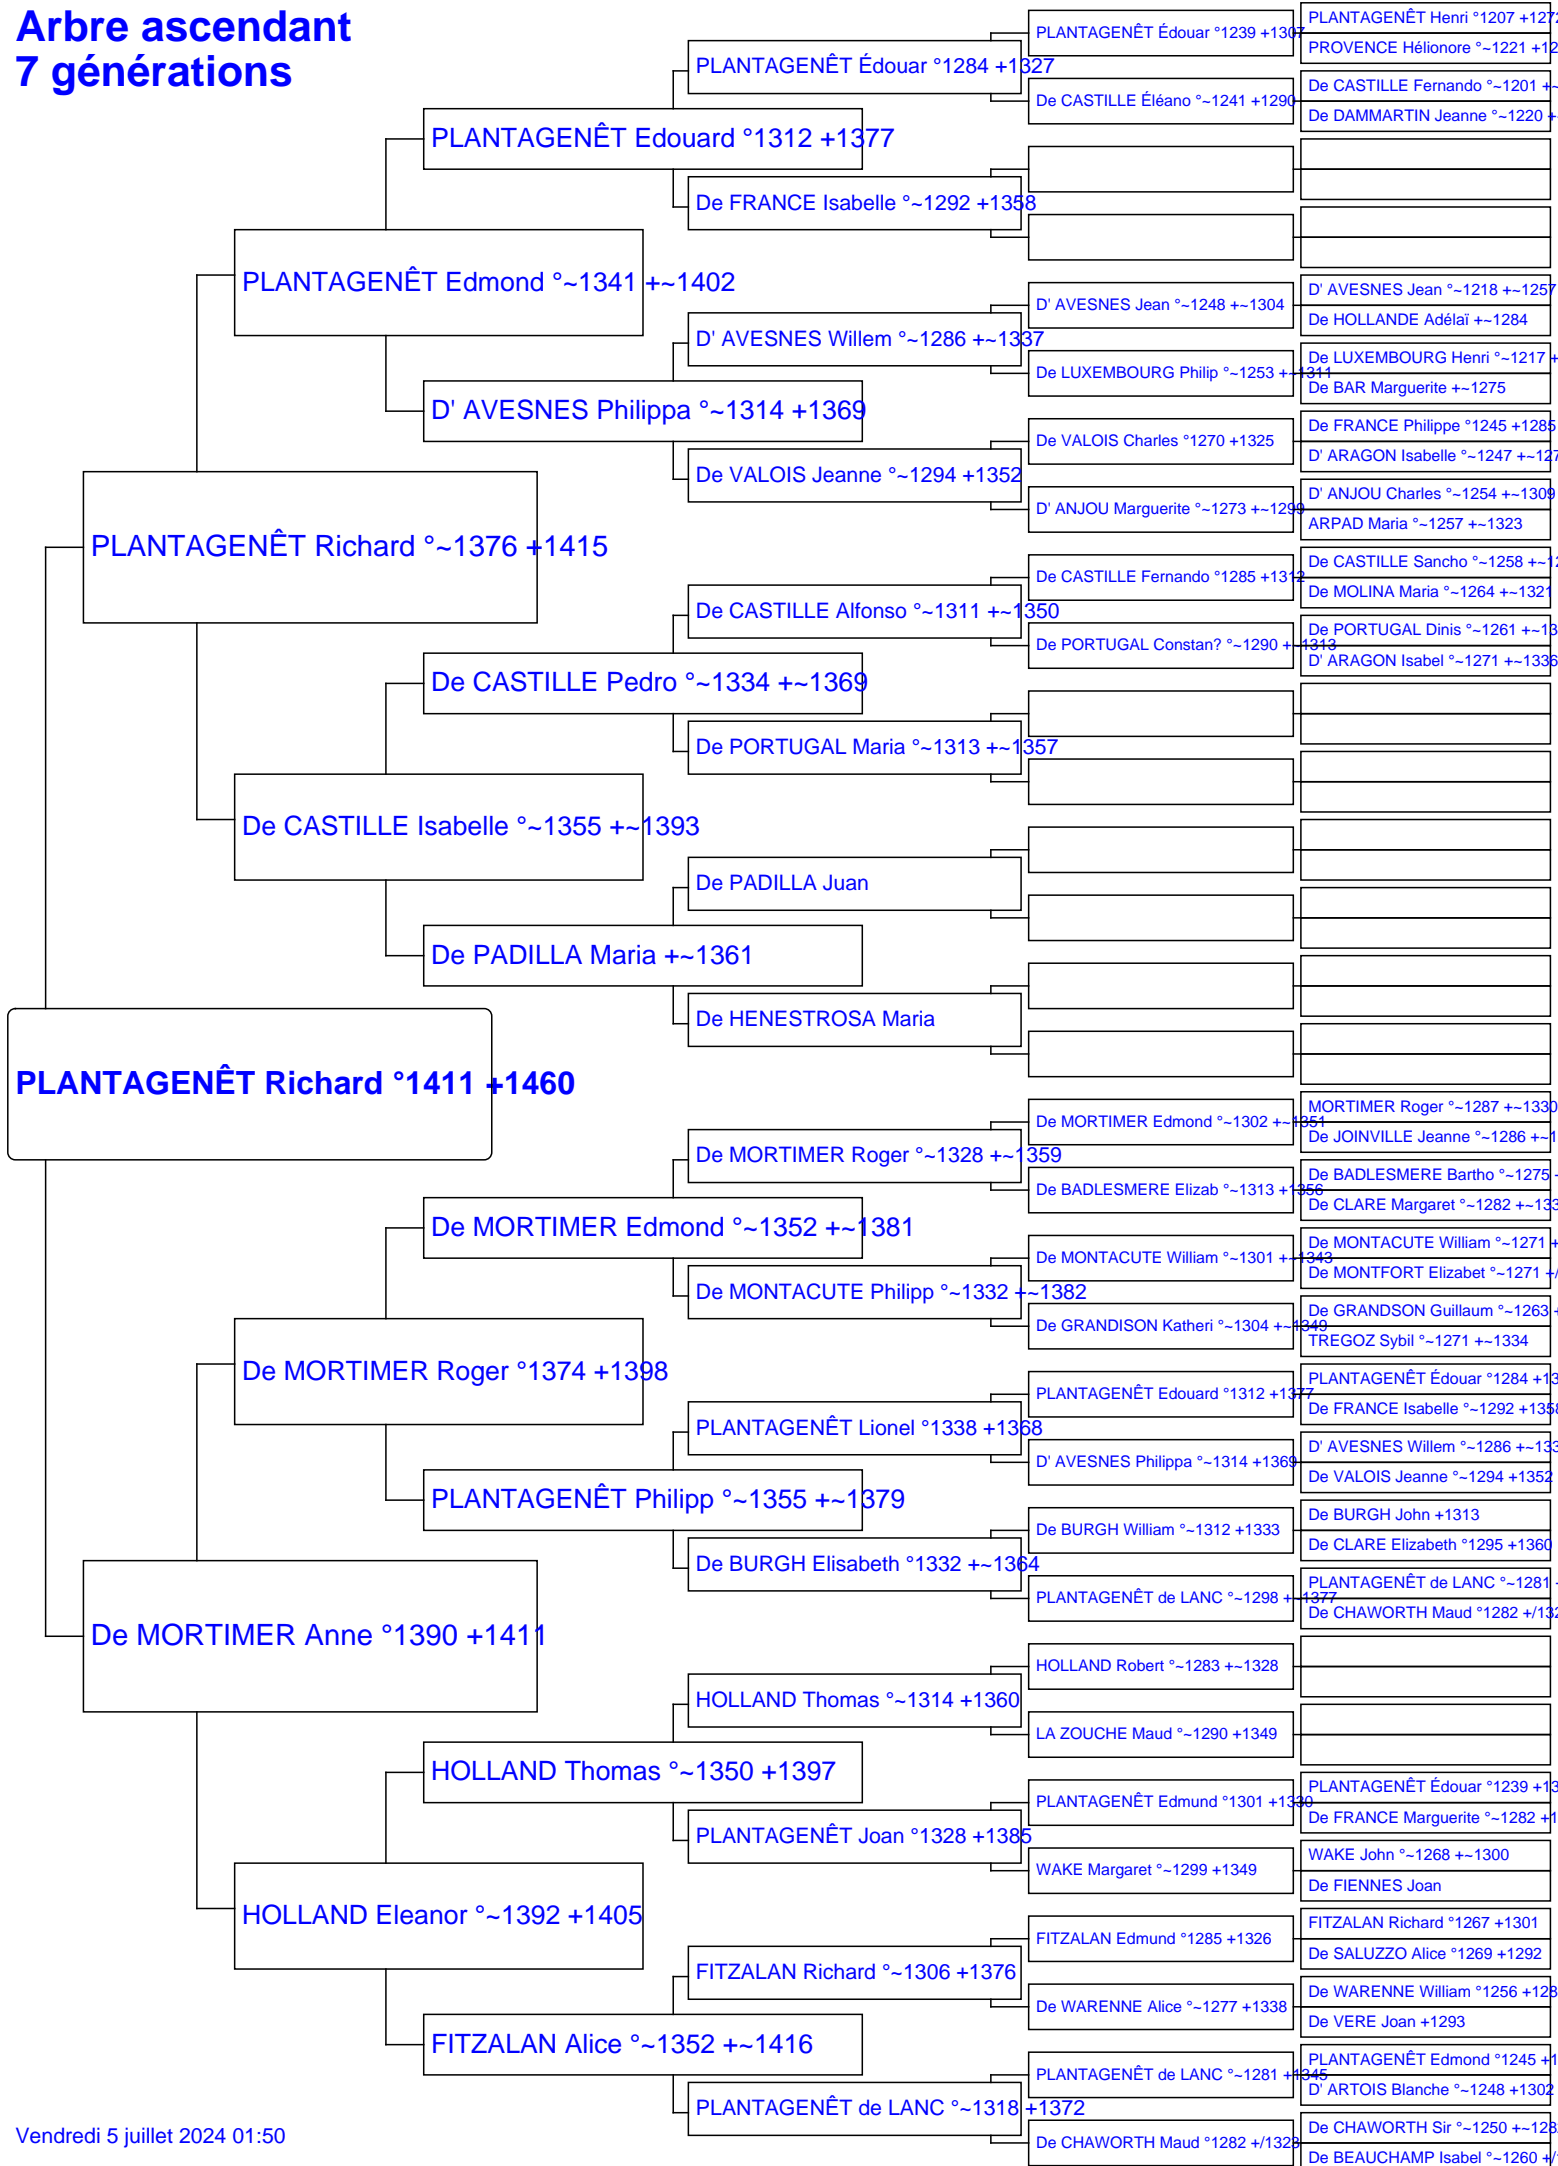 Arbre ascendant
7 générations
PLANTAGENÊT Richard °1411 +1460
PLANTAGENÊT Richard °~1376 +1415
De MORTIMER Anne °1390 +1411
PLANTAGENÊT Edmond °~1341 +~1402
De CASTILLE Isabelle °~1355 +~1393
De MORTIMER Roger °1374 +1398
HOLLAND Eleanor °~1392 +1405
PLANTAGENÊT Edouard °1312 +1377
D' AVESNES Philippa °~1314 +1369
De CASTILLE Pedro °~1334 +~1369
De PADILLA Maria +~1361
De MORTIMER Edmond °~1352 +~1381
PLANTAGENÊT Philipp °~1355 +~1379
HOLLAND Thomas °~1350 +1397
FITZALAN Alice °~1352 +~1416
PLANTAGENÊT Édouar °1284 +1327
De FRANCE Isabelle °~1292 +1358
D' AVESNES Willem °~1286 +~1337
De VALOIS Jeanne °~1294 +1352
De CASTILLE Alfonso °~1311 +~1350
De PORTUGAL Maria °~1313 +~1357
De PADILLA Juan
De HENESTROSA Maria
De MORTIMER Roger °~1328 +~1359
De MONTACUTE Philipp °~1332 +~1382
PLANTAGENÊT Lionel °1338 +1368
De BURGH Elisabeth °1332 +~1364
HOLLAND Thomas °~1314 +1360
PLANTAGENÊT Joan °1328 +1385
FITZALAN Richard °~1306 +1376
PLANTAGENÊT de LANC °~1318 +1372
PLANTAGENÊT Édouar °1239 +1307
De CASTILLE Éléano °~1241 +1290
D' AVESNES Jean °~1248 +~1304
De LUXEMBOURG Philip °~1253 +~1311
De VALOIS Charles °1270 +1325
D' ANJOU Marguerite °~1273 +~1299
De CASTILLE Fernando °1285 +1312
De PORTUGAL Constan? °~1290 +~1313
De MORTIMER Edmond °~1302 +~1351
De BADLESMERE Elizab °~1313 +1356
De MONTACUTE William °~1301 +~1343
De GRANDISON Katheri °~1304 +~1349
PLANTAGENÊT Edouard °1312 +1377
D' AVESNES Philippa °~1314 +1369
De BURGH William °~1312 +1333
PLANTAGENÊT de LANC °~1298 +~1377
HOLLAND Robert °~1283 +~1328
LA ZOUCHE Maud °~1290 +1349
PLANTAGENÊT Edmund °1301 +1330
WAKE Margaret °~1299 +1349
FITZALAN Edmund °1285 +1326
De WARENNE Alice °~1277 +1338
PLANTAGENÊT de LANC °~1281 +1345
De CHAWORTH Maud °1282 +/1323
PLANTAGENÊT Henri °1207 +1272
PROVENCE Hélionore °~1221 +12
De CASTILLE Fernando °~1201 +~
De DAMMARTIN Jeanne °~1220 +
D' AVESNES Jean °~1218 +~1257
De HOLLANDE Adélaï +~1284
De LUXEMBOURG Henri °~1217 +
De BAR Marguerite +~1275
De FRANCE Philippe °1245 +1285
D' ARAGON Isabelle °~1247 +~127
D' ANJOU Charles °~1254 +~1309
ARPAD Maria °~1257 +~1323
De CASTILLE Sancho °~1258 +~12
De MOLINA Maria °~1264 +~1321
De PORTUGAL Dinis °~1261 +~13
D' ARAGON Isabel °~1271 +~1336
MORTIMER Roger °~1287 +~1330
De JOINVILLE Jeanne °~1286 +~1
De BADLESMERE Bartho °~1275 +
De CLARE Margaret °~1282 +~133
De MONTACUTE William °~1271 +
De MONTFORT Elizabet °~1271 +/
De GRANDSON Guillaum °~1263 +
TREGOZ Sybil °~1271 +~1334
PLANTAGENÊT Édouar °1284 +13
De FRANCE Isabelle °~1292 +1358
D' AVESNES Willem °~1286 +~133
De VALOIS Jeanne °~1294 +1352
De BURGH John +1313
De CLARE Elizabeth °1295 +1360
PLANTAGENÊT de LANC °~1281 +
De CHAWORTH Maud °1282 +/132
PLANTAGENÊT Édouar °1239 +13
De FRANCE Marguerite °~1282 +1
WAKE John °~1268 +~1300
De FIENNES Joan
FITZALAN Richard °1267 +1301
De SALUZZO Alice °1269 +1292
De WARENNE William °1256 +128
De VERE Joan +1293
PLANTAGENÊT Edmond °1245 +1
D' ARTOIS Blanche °~1248 +1302
De CHAWORTH Sir °~1250 +~128
De BEAUCHAMP Isabel °~1260 +/
Vendredi 5 juillet 2024 01:50